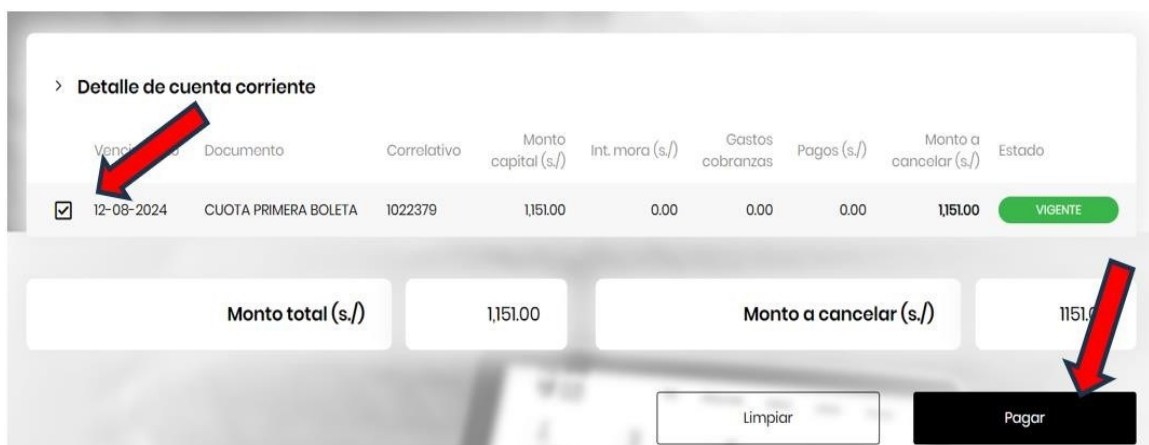 > Detalle de cuenta corriente
Documento Correlativo Monto capital (s./) Int. mora (s./) Gastos cobranzas Pagos (s./) Monto a cancelar (s./) Estado
12-08-2024 CUOTA PRIMERA BOLETA 1022379 1,151.00 0.00 0.00 0.00 1,151.00 VIGENTE
Monto total (s./) 1,151.00 Monto a cancelar (s./)
Limpiar Pagar